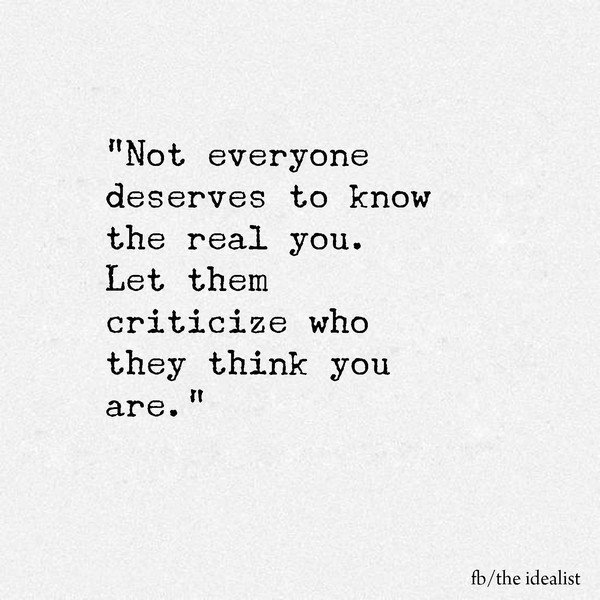 "Not everyone
deserves to know
the real you.
Let them
criticize who
they think you
are."
fb/the idealist